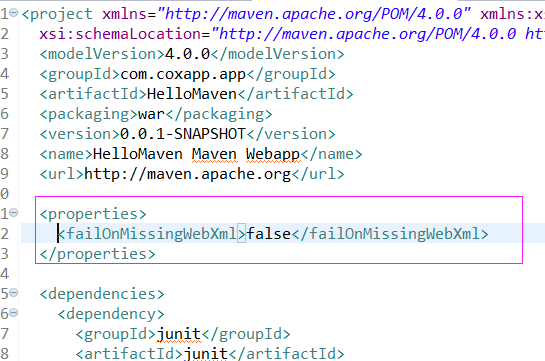 1 <project xmlns="http://maven.apache.org/POM/4.0.0" xmlns:x
2 xsi:schemaLocation="http://maven.apache.org/POM/4.0.0 ht
3 <modelVersion>4.0.0</modelVersion>
4 <groupId>com.coxapp.app</groupId>
5 <artifactId>HelloMaven</artifactId>
6 <packaging>war</packaging>
7 <version>0.0.1-SNAPSHOT</version>
8 <name>HelloMaven Maven Webapp</name>
9 <url>http://maven.apache.org</url>
0
1 <properties>
2 <failOnMissingWebXml>false</failOnMissingWebXml>
3 </properties>
4
5 <dependencies>
6 <dependency>
7 <groupId>junit</groupId>
8 <artifactId>junit</artifactId>